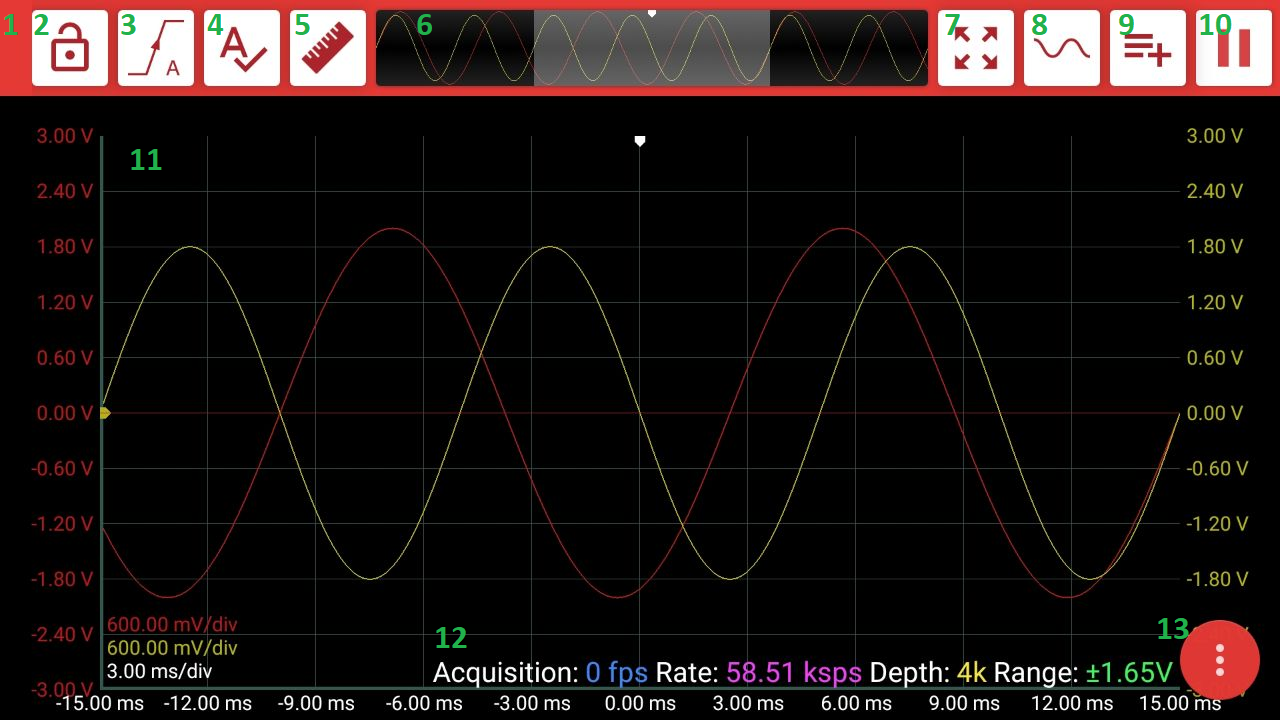 1 2 3 4 5 6 7 8 9 10
A A
3.00 V 3.00 V
11
2.40 V 2.40 V
1.80 V 1.80 V
1.20 V 1.20 V
0.60 V 0.60 V
0.00 V 0.00 V
-0.60 V -0.60 V
-1.20 V -1.20 V
-1.80 V -1.80 V
600.00 mV/div
-2.40 V 12 13
600.00 mV/div
3.00 ms/div Acquisition: 0 fps Rate: 58.51 ksps Depth: 4k Range: ±1.65V
-3.00 V
-15.00 ms -12.00 ms -9.00 ms -6.00 ms -3.00 ms 0.00 ms 3.00 ms 6.00 ms 9.00 ms 12.00 ms 15.00 ms